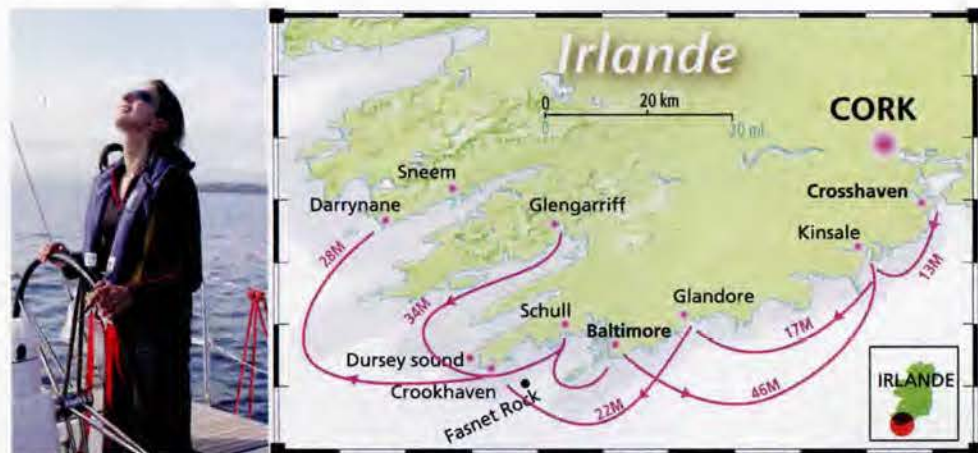 Irlande
0 20 km
0 30 ml
CORK
Sneem
Crosshaven
Darrynane
Glengarriff
Kinsale
28M
13M
34M
Schull
Glandore
Baltimore
17M
Dursey sound
Crookhaven
IRLANDE
Fasnet Rock
22M
46M